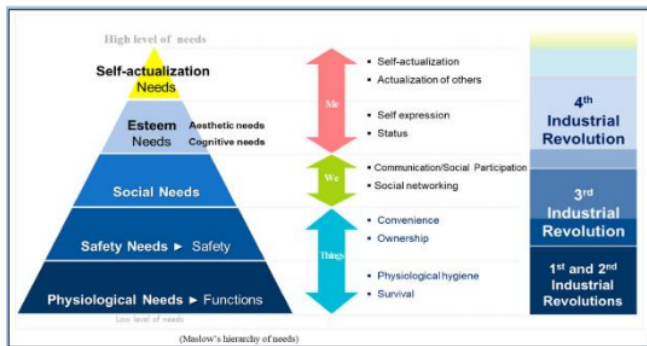 High level of needs
Self-actualization
Needs
Esteem
Needs
Aesthetic needs
Cognitive needs
Social Needs
Safety Needs ► Safety
Physiological Needs ► Functions
Low level of needs
(Maslow's hierarchy of needs)
Me
We
Things
▪ Self-actualization
▪ Actualization of others
▪ Self expression
▪ Status
▪ Communication/Social Participation
▪ Social networking
▪ Convenience
▪ Ownership
▪ Physiological hygiene
▪ Survival
4th
Industrial
Revolution
3rd
Industrial
Revolution
1st and 2nd
Industrial
Revolutions